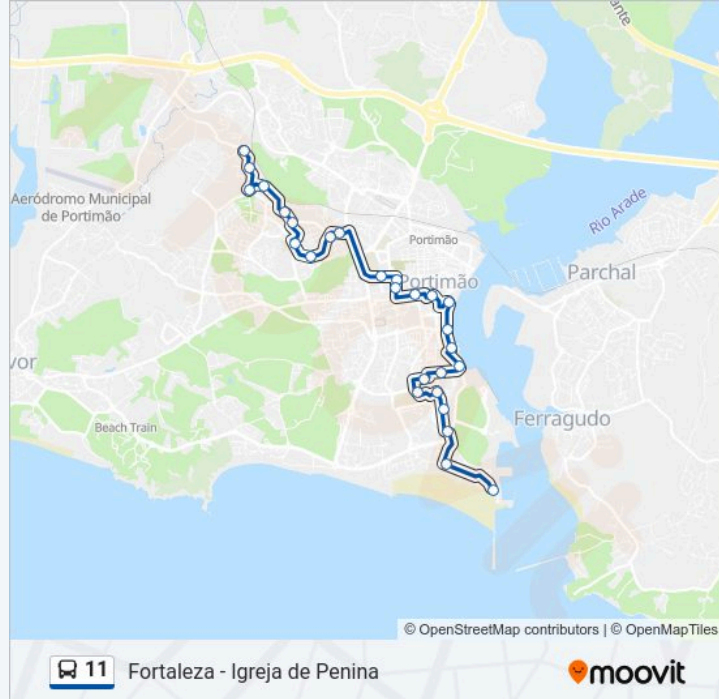 ante
Aeródromo Municipal
de Portimão
Rio Arade
Portimão
Portimão
Parchal
vor
Beach Train
Ferragudo
© OpenStreetMap contributors | © OpenMapTiles
11 Fortaleza - Igreja de Penina
moovit